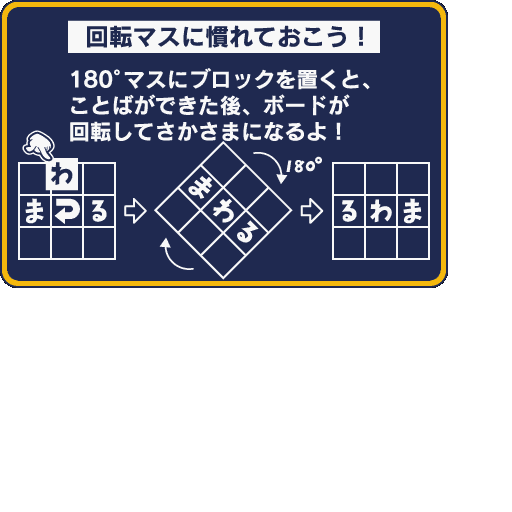 回転マスに慣れておこう！
180°マスにブロックを置くと、
ことばができた後、ボードが
回転してさかさまになるよ！
わ
ま る
まわる
180°
るわま